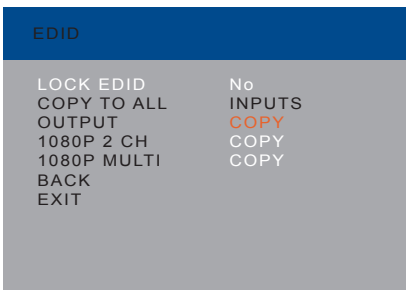 EDID
LOCK EDID No
COPY TO ALL INPUTS
OUTPUT COPY
1080P 2 CH COPY
1080P MULTI COPY
BACK
EXIT